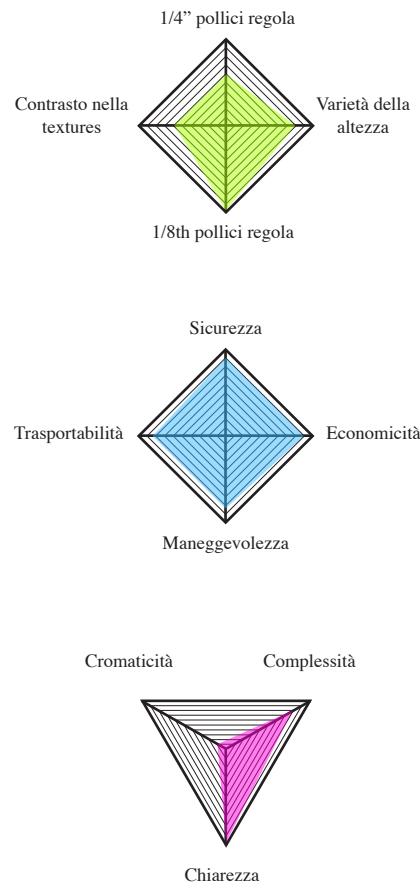 1/4” pollici regola
Contrasto nella
textures
Varietà della
altezza
1/8th pollici regola
Sicurezza
Trasportabilità
Economicità
Maneggevolezza
Cromaticità
Complessità
Chiarezza